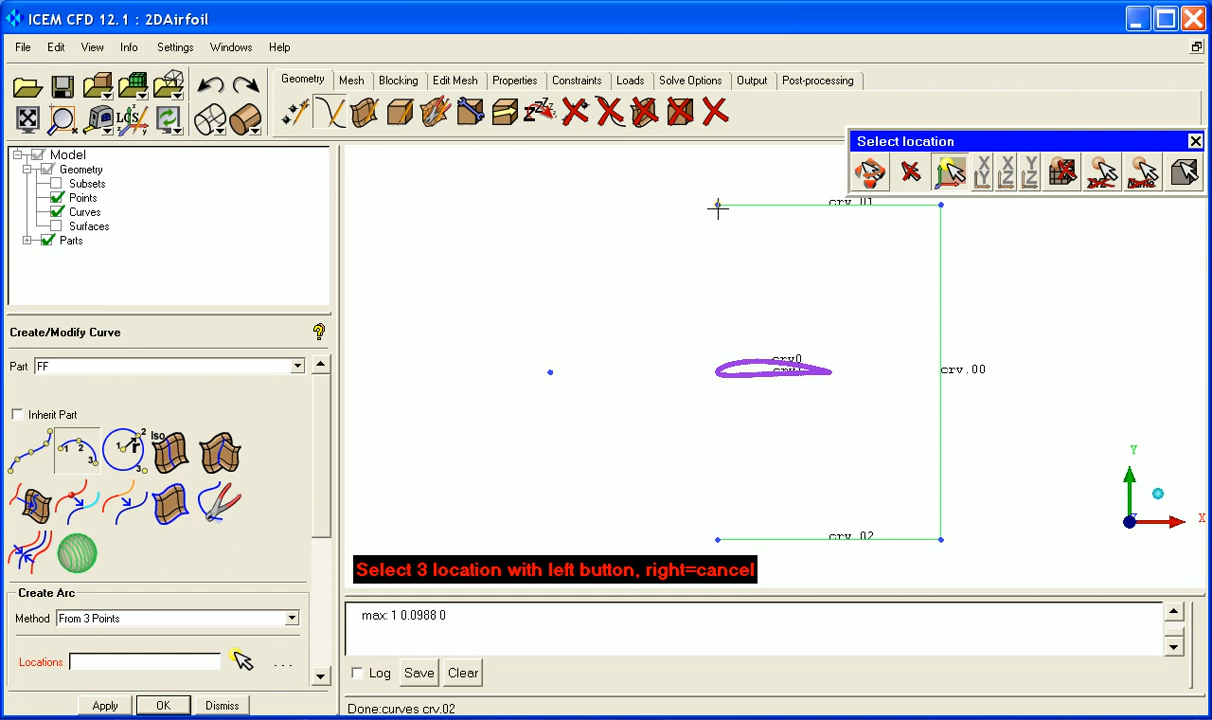 ICEM CFD 12.1 : 2DAirfoil
File Edit View Info Settings Windows Help
Geometry Mesh Blocking Edit Mesh Properties Constraints Loads Solve Options Output Post-processing
LCS
Select location
Model
Geometry
Subsets
Points
Curves
Surfaces
Parts
crv.01
crv0
crv.00
crv.02
Y
X
Create/Modify Curve
Part FF
Inherit Part
Iso
Create Arc
Method From 3 Points
Locations
Apply OK Dismiss
Select 3 location with left button, right=cancel
max: 1 0.0988 0
Log Save Clear
Done:curves crv.02